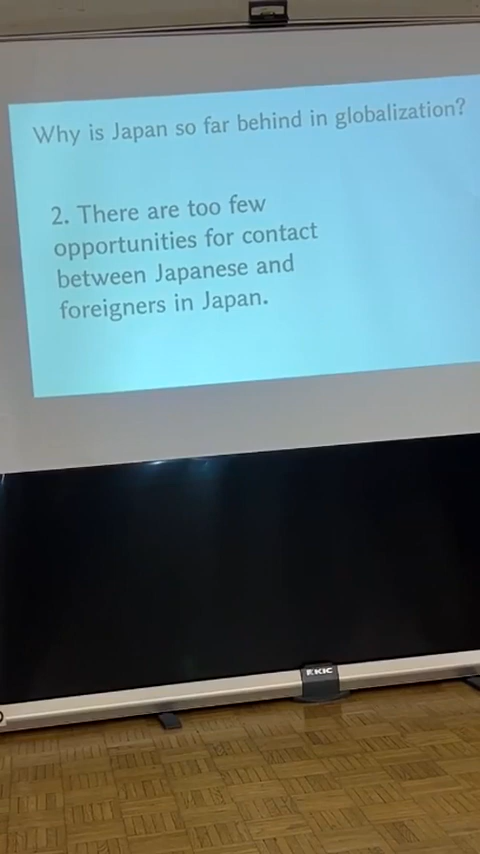 Why is Japan so far behind in globalization?
2. There are too few
opportunities for contact
between Japanese and
foreigners in Japan.
KIC